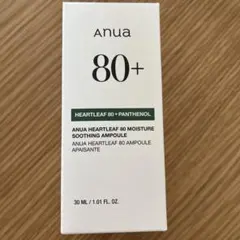 ANUA
80+
HEARTLEAF 80 + PANTHENOL
ANUA HEARTLEAF 80 MOISTURE
SOOTHING AMPOULE
ANUA HEARTLEAF 80 AMPOULE
APAISANTE
30 ML / 1.01 FL. OZ.